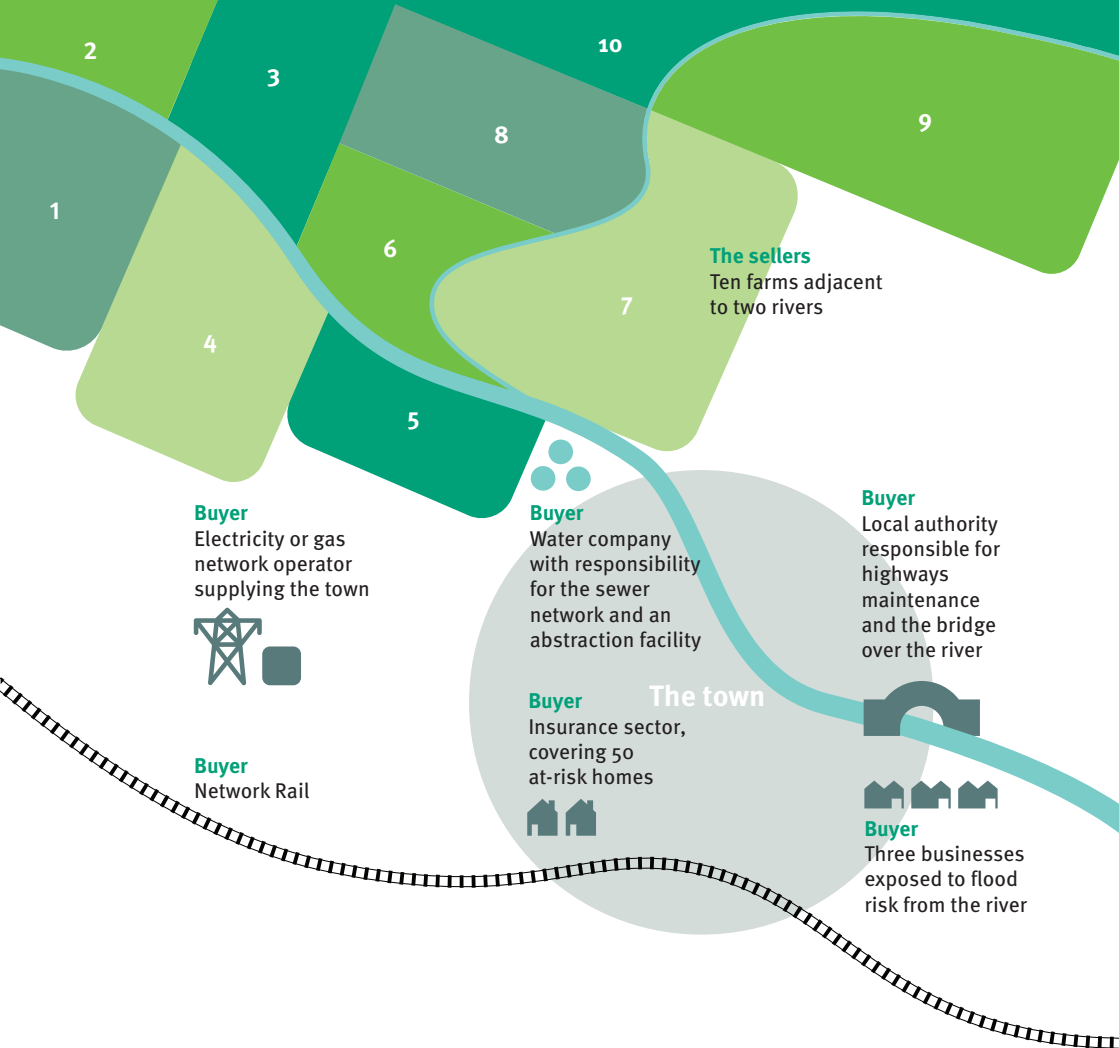 2
3
10
8
9
1
6
7
4
5
The sellers
Ten farms adjacent
to two rivers
Buyer
Electricity or gas
network operator
supplying the town
Buyer
Water company
with responsibility
for the sewer
network and an
abstraction facility
Buyer
Local authority
responsible for
highways
maintenance
and the bridge
over the river
The town
Buyer
Insurance sector,
covering 50
at-risk homes
Buyer
Network Rail
Buyer
Three businesses
exposed to flood
risk from the river